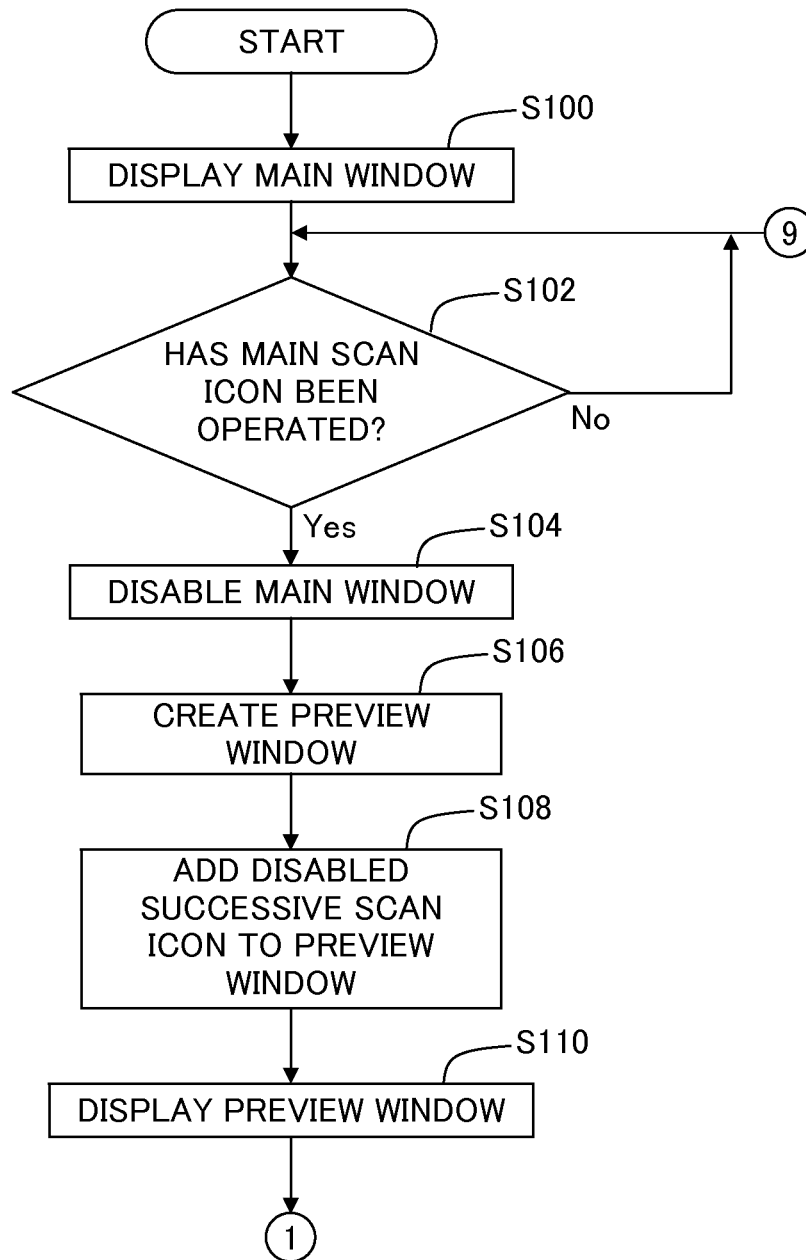 START
S100
DISPLAY MAIN WINDOW
9
S102
HAS MAIN SCAN
ICON BEEN
OPERATED?
No
Yes
S104
DISABLE MAIN WINDOW
S106
CREATE PREVIEW
WINDOW
S108
ADD DISABLED
SUCCESSIVE SCAN
ICON TO PREVIEW
WINDOW
S110
DISPLAY PREVIEW WINDOW
1